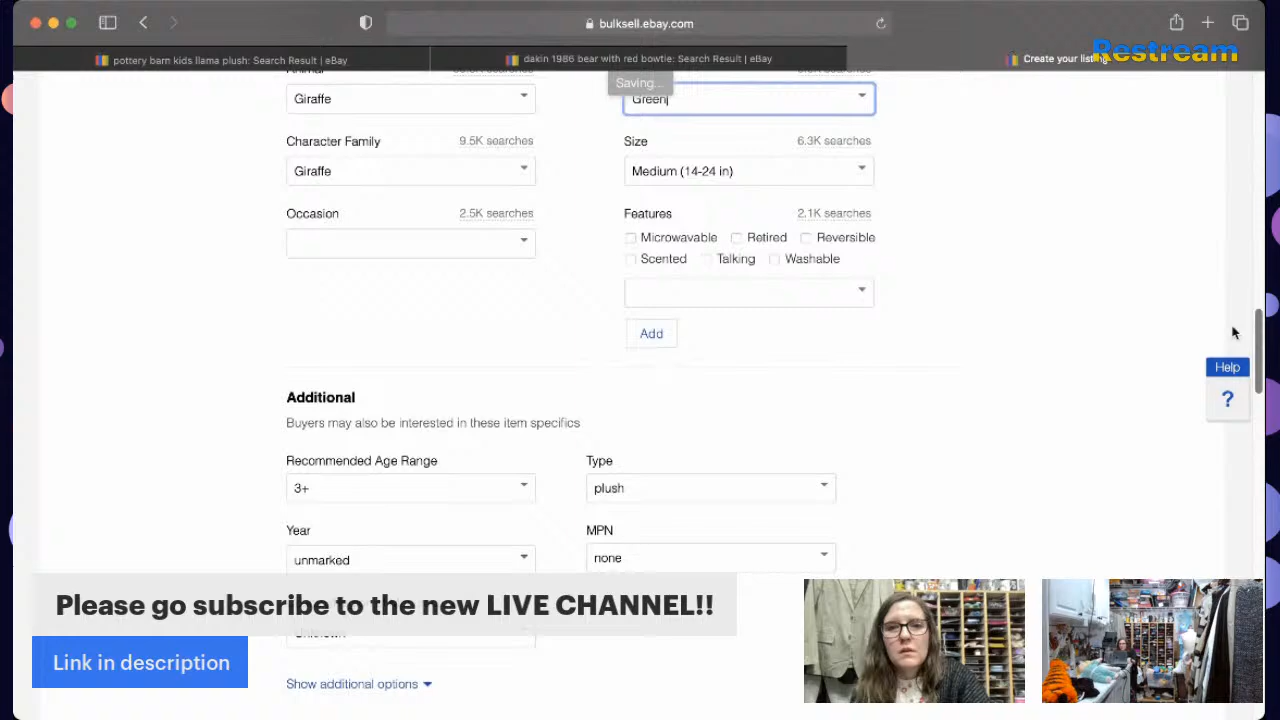 bulksell.ebay.com
pottery barn kids llama plush: Search Result | eBay
dakin 1986 bear with red bowtie: Search Result | eBay
Create your listing
Restream
Saving...
Giraffe
Green
Character Family 9.5K searches
Size 6.3K searches
Giraffe
Medium (14-24 in)
Occasion 2.5K searches
Features 2.1K searches
Microwavable Retired Reversible
Scented Talking Washable
Add
Help
?
Additional
Buyers may also be interested in these item specifics
Recommended Age Range
Type
3+
plush
Year
MPN
unmarked
none
Please go subscribe to the new LIVE CHANNEL!!
Link in description
Show additional options